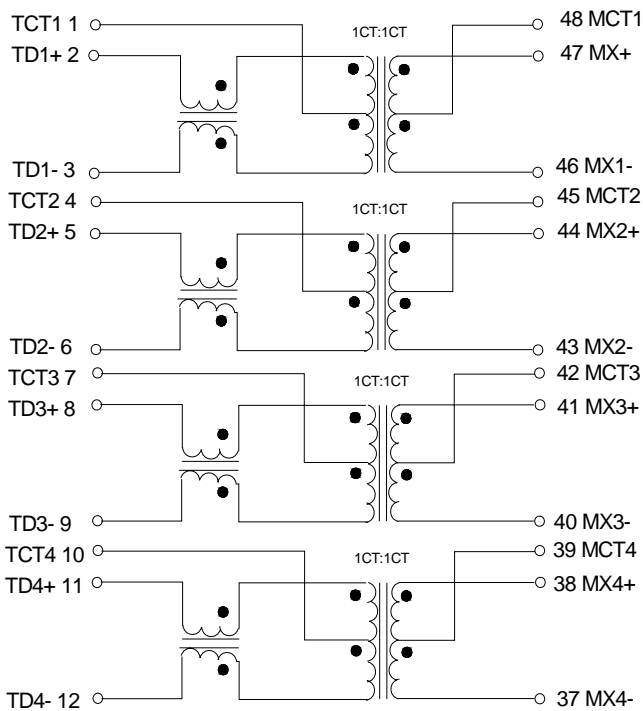 TCT1 1
1CT:1CT
48 MCT1
TD1+ 2
47 MX+
TD1- 3
46 MX1-
TCT2 4
1CT:1CT
45 MCT2
TD2+ 5
44 MX2+
TD2- 6
43 MX2-
TCT3 7
1CT:1CT
42 MCT3
TD3+ 8
41 MX3+
TD3- 9
40 MX3-
TCT4 10
1CT:1CT
39 MCT4
TD4+ 11
38 MX4+
TD4- 12
37 MX4-